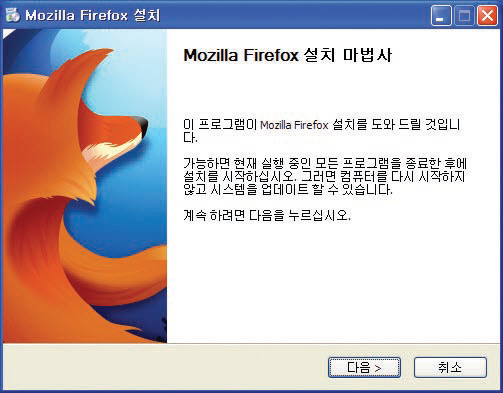 Mozilla Firefox 설치
Mozilla Firefox 설치 마법사
이 프로그램이 Mozilla Firefox 설치를 도와 드릴 것입니
다.
가능하면 현재 실행 중인 모든 프로그램을 종료한 후에
설치를 시작하십시오. 그러면 컴퓨터를 다시 시작하지
않고 시스템을 업데이트 할 수 있습니다.
계속 하려면 다음을 누르십시오.
다음 >
취소